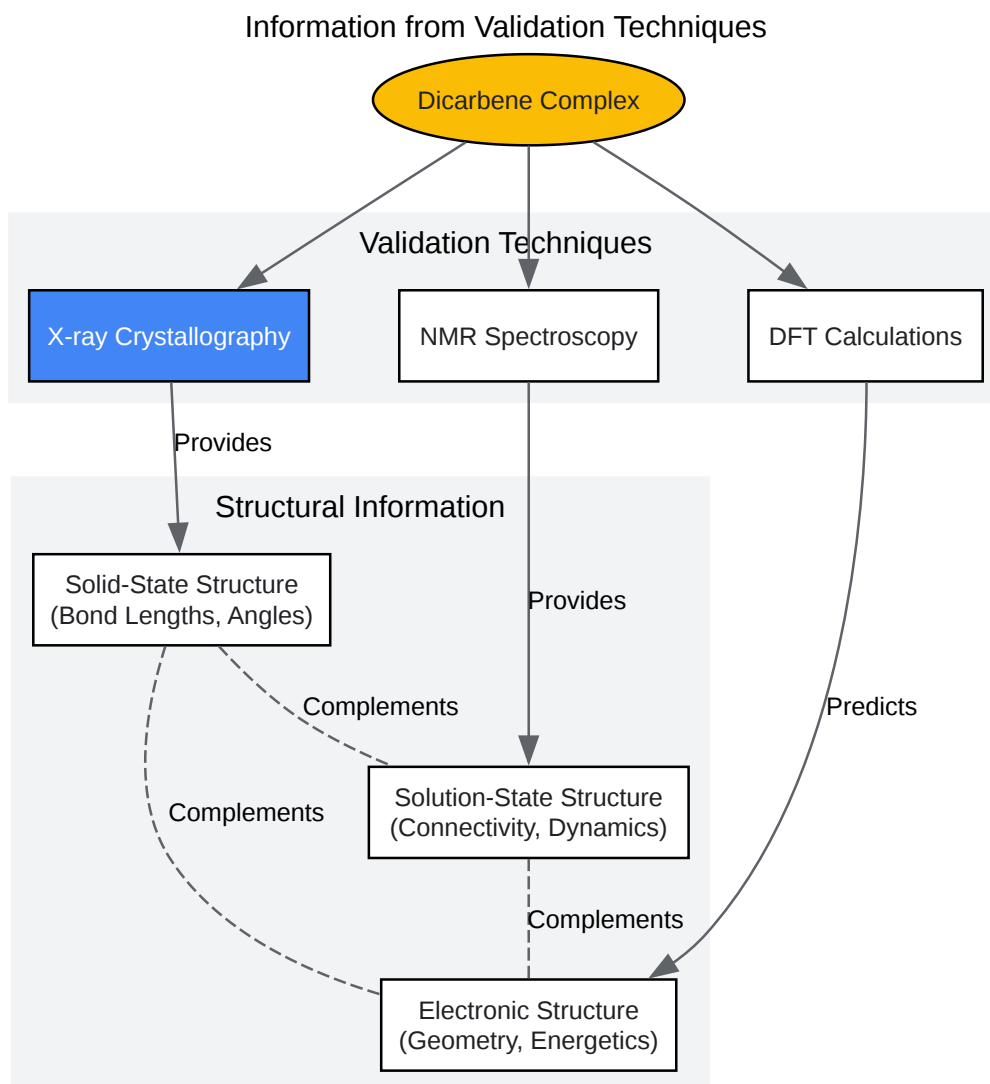 Information from Validation Techniques
Dicarbene Complex
Validation Techniques
X-ray Crystallography
NMR Spectroscopy
DFT Calculations
Provides
Structural Information
Solid-State Structure
(Bond Lengths, Angles)
Provides
Complements
Predicts
Solution-State Structure
(Connectivity, Dynamics)
Complements
Complements
Electronic Structure
(Geometry, Energetics)